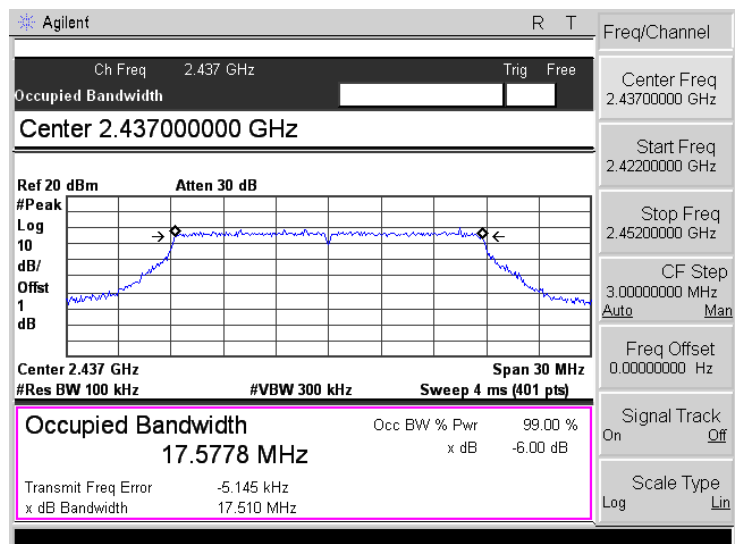 Agilent
R T
Freq/Channel
Ch Freq 2.437 GHz Trig Free
Occupied Bandwidth
Center 2.437000000 GHz
Center Freq
2.43700000 GHz
Start Freq
2.42200000 GHz
Stop Freq
2.45200000 GHz
CF Step
3.00000000 MHz
Auto Man
Freq Offset
0.00000000 Hz
Signal Track
On Off
Scale Type
Log Lin
Ref 20 dBm Atten 30 dB
#Peak
Log
10
dB/
Offst
1
dB
Center 2.437 GHz Span 30 MHz
#Res BW 100 kHz #VBW 300 kHz Sweep 4 ms (401 pts)
Occupied Bandwidth
17.5778 MHz
Occ BW % Pwr 99.00 %
x dB -6.00 dB
Transmit Freq Error -5.145 kHz
x dB Bandwidth 17.510 MHz